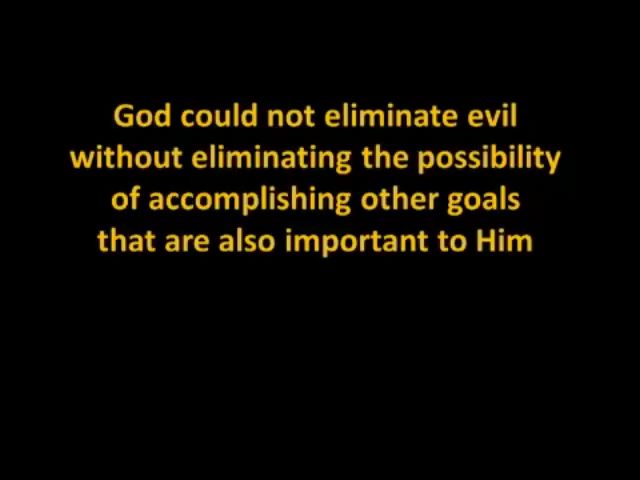 God could not eliminate evil
without eliminating the possibility
of accomplishing other goals
that are also important to Him